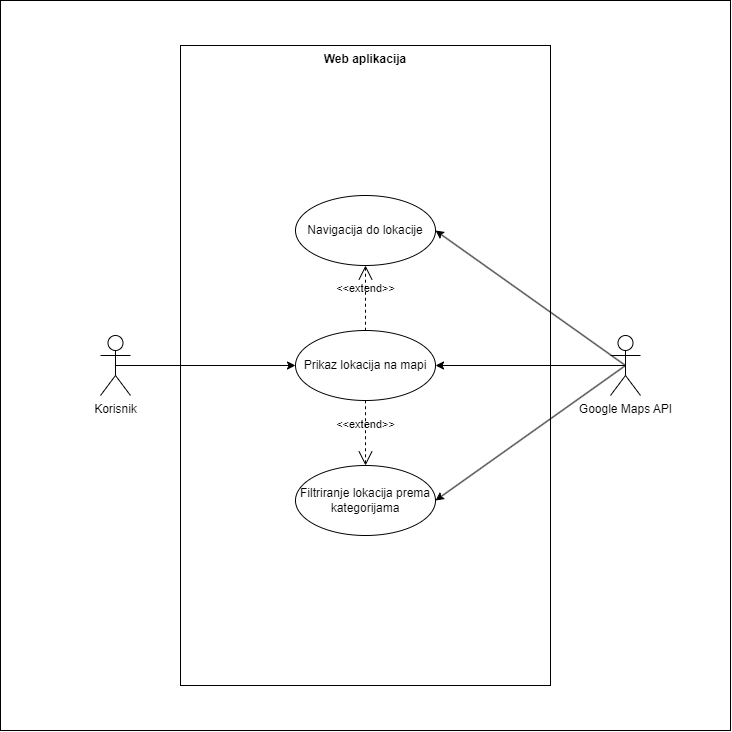 Web aplikacija
Navigacija do lokacije
<<extend>>
Prikaz lokacija na mapi
Korisnik
Google Maps API
<<extend>>
Filtriranje lokacija prema
kategorijama